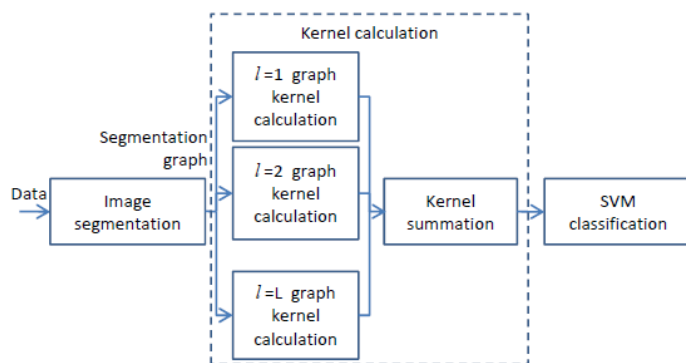 Kernel calculation
l=1 graph
kernel
calculation
Segmentation
graph
l=2 graph
kernel
calculation
Data
Image
segmentation
Kernel
summation
SVM
classification
l=L graph
kernel
calculation